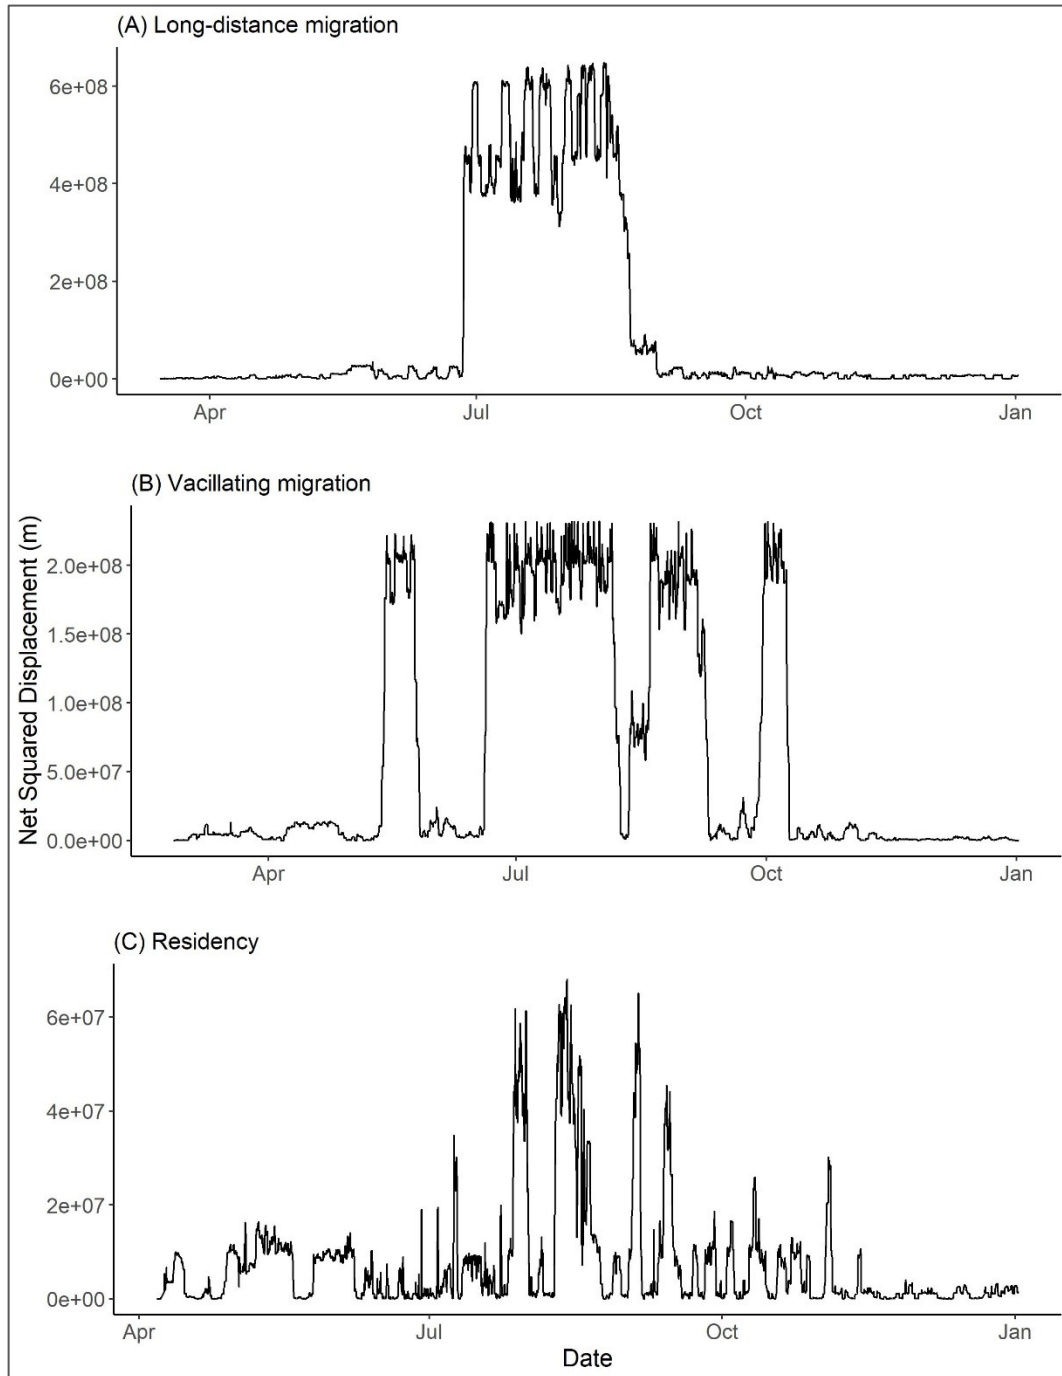 (A) Long-distance migration
6e+08
4e+08
2e+08
0e+00
Apr Jul Oct Jan
(B) Vacillating migration
Net Squared Displacement (m)
2.0e+08
1.5e+08
1.0e+08
5.0e+07
0.0e+00
Apr Jul Oct Jan
(C) Residency
6e+07
4e+07
2e+07
0e+00
Apr Jul Oct Jan
Date